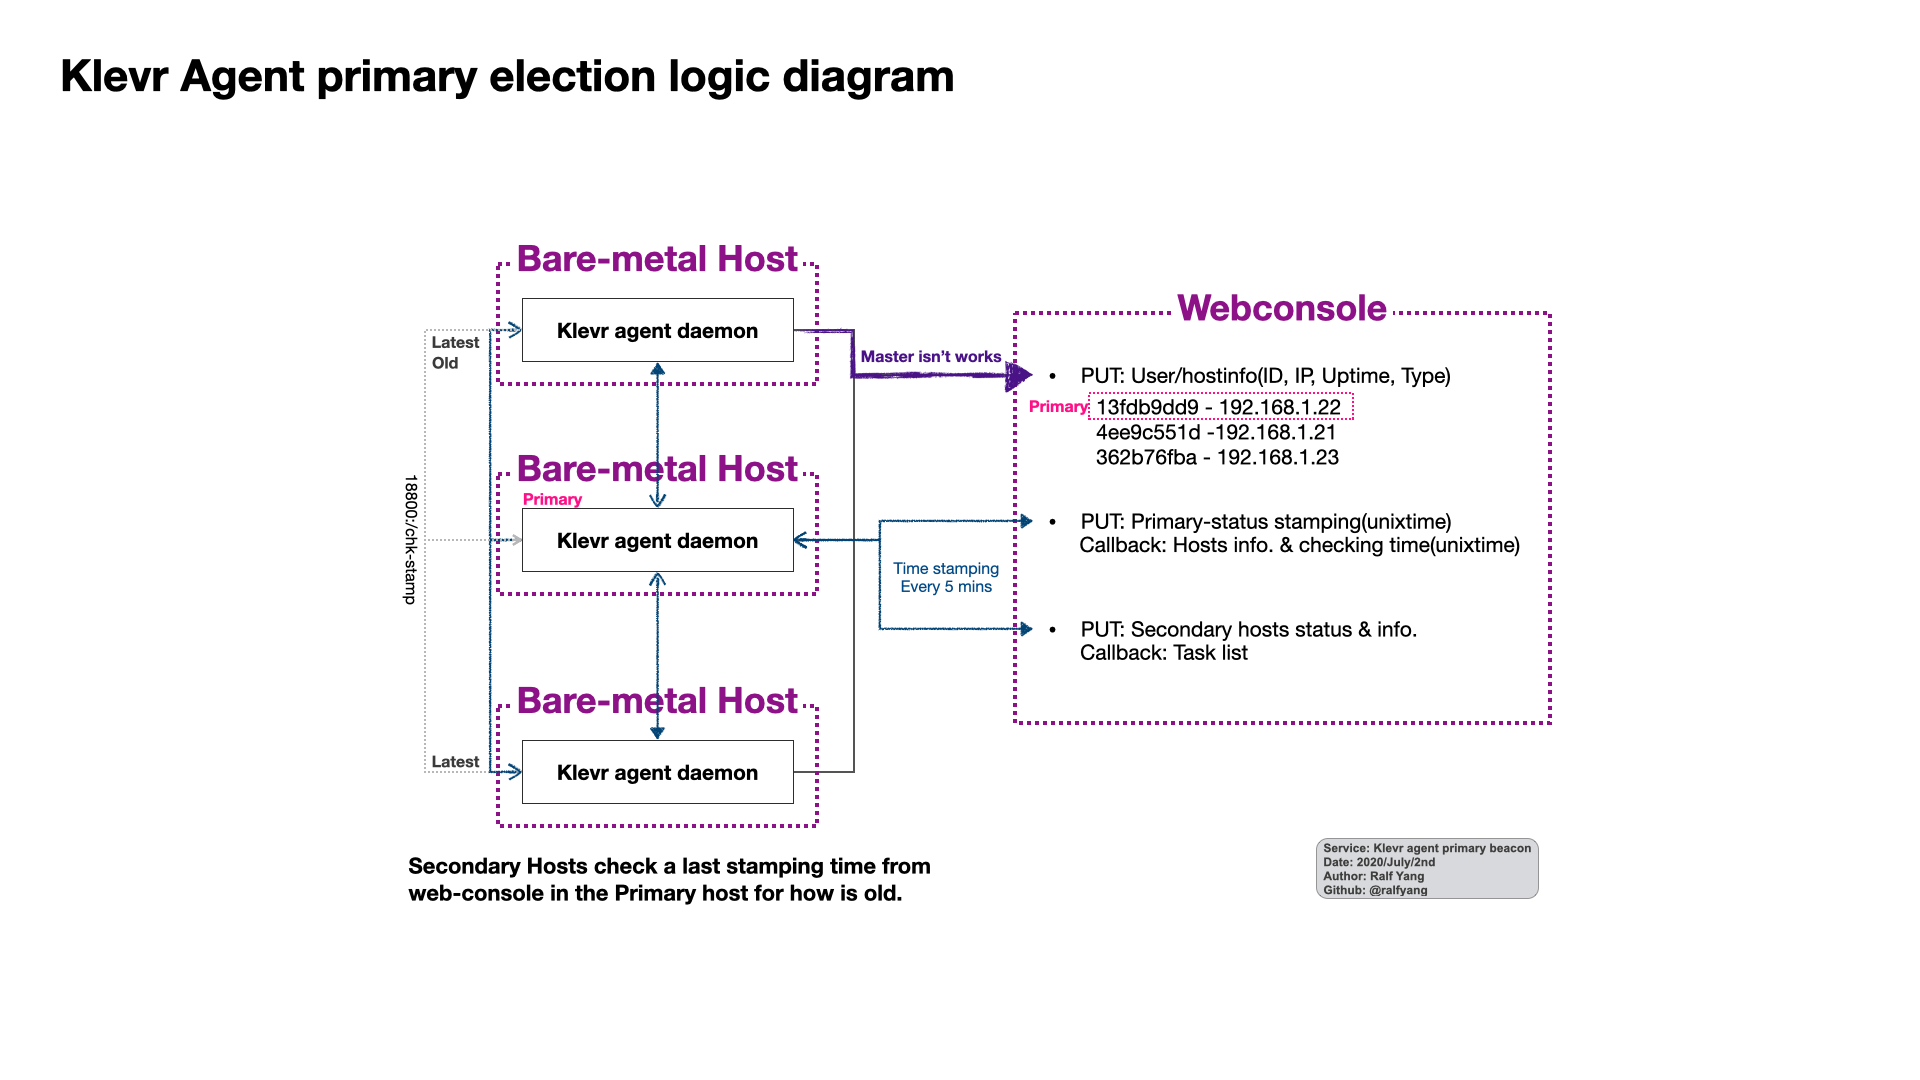 Klevr Agent primary election logic diagram
Bare-metal Host
Klevr agent daemon
Latest
Old
Master isn't works
Bare-metal Host
Primary
Klevr agent daemon
18800:/chk-stamp
Time stamping
Every 5 mins
Bare-metal Host
Latest
Klevr agent daemon
Webconsole
• PUT: User/hostinfo(ID, IP, Uptime, Type)
Primary 13fdb9dd9 - 192.168.1.22
4ee9c551d -192.168.1.21
362b76fba - 192.168.1.23
• PUT: Primary-status stamping(unixtime)
Callback: Hosts info. & checking time(unixtime)
• PUT: Secondary hosts status & info.
Callback: Task list
Secondary Hosts check a last stamping time from
web-console in the Primary host for how is old.
Service: Klevr agent primary beacon
Date: 2020/July/2nd
Author: Ralf Yang
Github: @ralfyang